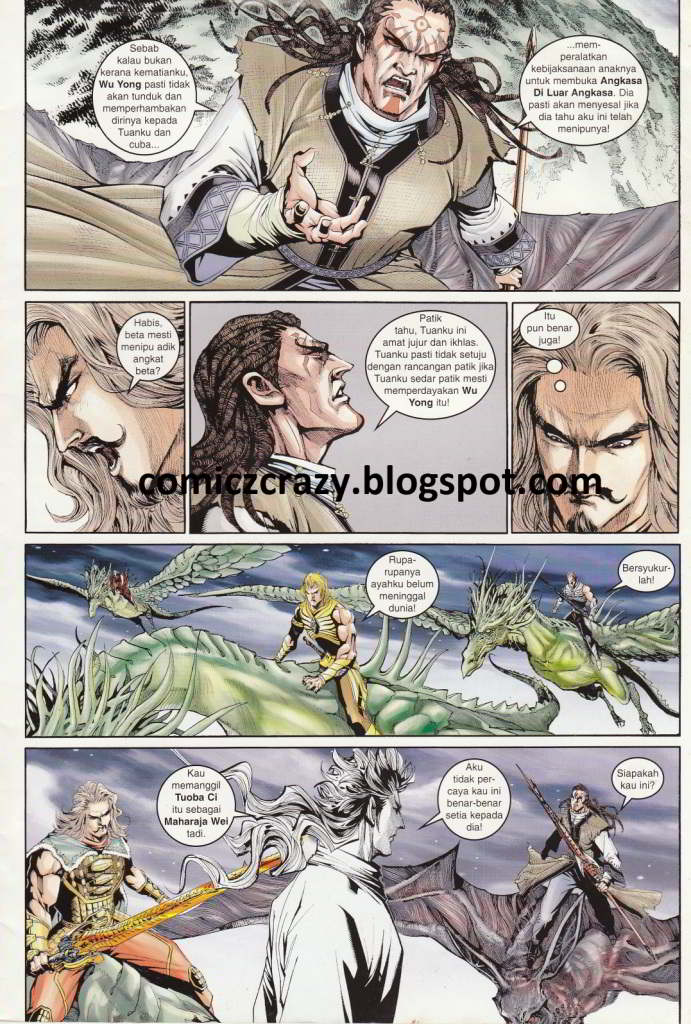 Sebab
kalau bukan
kerana kematianku,
Wu Yong pasti tidak
akan tunduk dan
memperhambakan
dirinya kepada
Tuanku dan
cuba...
...mem-
peralatkan
kebijaksanaan anaknya
untuk membuka Angkasa
Di Luar Angkasa. Dia
pasti akan menyesal jika
dia tahu aku ini telah
menipunya!
Habis,
beta mesti
menipu adik
angkat
beta?
Patik
tahu, Tuanku ini
amat jujur dan ikhlas.
Tuanku pasti tidak setuju
dengan rancangan patik jika
Tuanku sedar patik mesti
memperdayakan Wu
Yong itu!
Itu
pun benar
juga!
comiczcrazy.blogspot.com
Rupa-
rupanya
ayahku belum
meninggal
dunia!
Bersyukur-
lah!
Kau
memanggil
Tuoba Ci
itu sebagai
Maharaja Wei
tadi.
Aku
tidak per-
caya kau ini
benar-benar
setia kepada
dia!
Siapakah
kau ini?